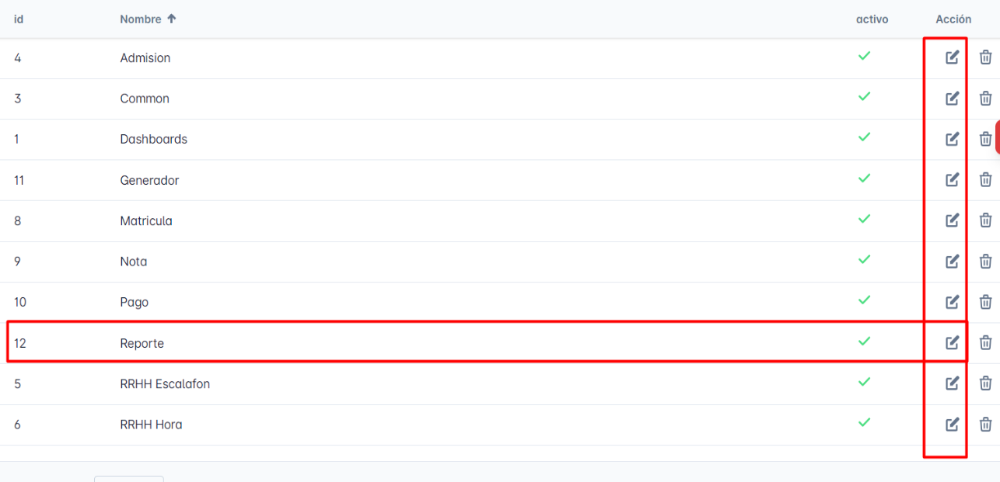 id Nombre activo Acción
4 Admision
3 Common
1 Dashboards
11 Generador
8 Matricula
9 Nota
10 Pago
12 Reporte
5 RRHH Escalafon
6 RRHH Hora